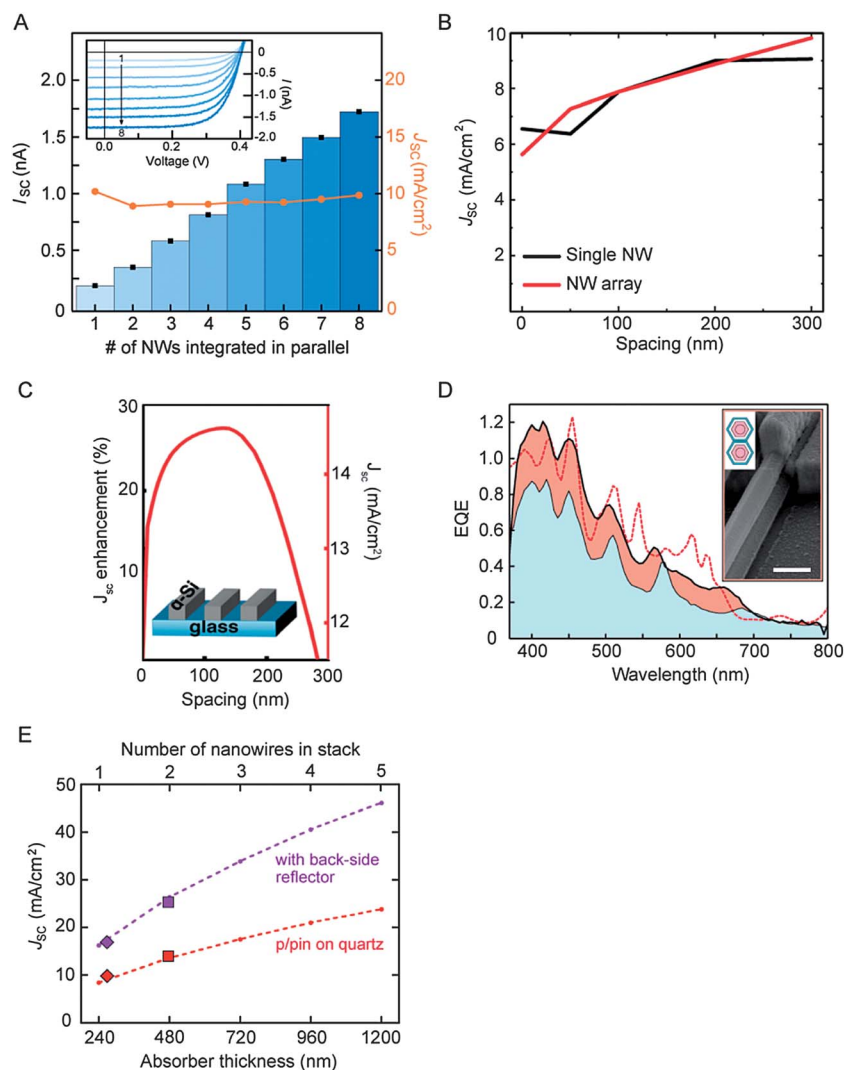 A
I_SC (nA)
2.0
1.5
1.0
0.5
0
1 2 3 4 5 6 7 8
# of NWs integrated in parallel
20
15
10
5
0
J_SC (mA/cm²)
1
8
0.0 0.2 0.4
Voltage (V)
0
-0.5
-1.0
-1.5
-2.0
I (nA)
B
J_SC (mA/cm²)
10
8
6
4
2
Single NW
NW array
0 100 200 300
Spacing (nm)
C
J_sc enhancement (%)
30
20
10
α-Si
glass
0 100 200 300
Spacing (nm)
14
13
12
J_sc (mA/cm²)
D
EQE
1.2
1.0
0.8
0.6
0.4
0.2
0
400 500 600 700 800
Wavelength (nm)
E
Number of nanowires in stack
1 2 3 4 5
J_SC (mA/cm²)
50
40
30
20
10
0
with back-side
reflector
p/pin on quartz
240 480 720 960 1200
Absorber thickness (nm)